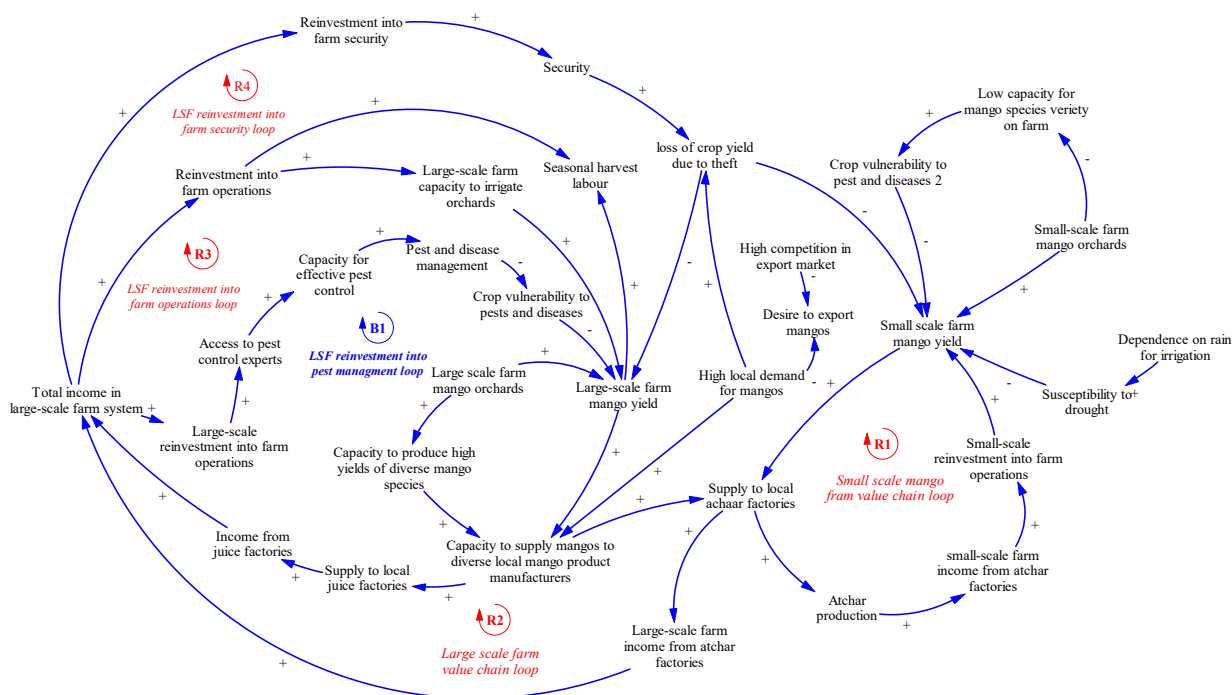 Reinvestment into
farm security
+
Security
+
+
R4
LSF reinvestment into
farm security loop
+
Reinvestment into
farm operations
+
Large-scale farm
capacity to irrigate
orchards
Seasonal harvest
labour
loss of crop yield
due to theft
Low capacity for
mango species veriety
on farm
+
Crop vulnerability to
pest and diseases 2
-
-
-
Small-scale farm
mango orchards
+
+
R3
LSF reinvestment into
farm operations loop
Capacity for
effective pest
control
+
Pest and disease
management
-
Crop vulnerability to
pests and diseases
-
+
+
-
+
High competition in
export market
-
Desire to export
mangos
-
High local demand
for mangos
Small scale farm
mango yield
+
Dependence on rain
for irrigation
+
Susceptibility to
drought
-
+
B1
LSF reinvestment into
pest managment loop
Access to pest
control experts
+
+
Large scale farm
mango orchards
+
+
Large-scale farm
mango yield
+
Total income in
large-scale farm system
+
Large-scale
reinvestment into farm
operations
Capacity to produce high
yields of diverse mango
species
+
+
+
R1
Small scale mango
fram value chain loop
Small-scale
reinvestment into farm
operations
+
small-scale farm
income from atchar
factories
+
Supply to local
achaar factories
+
+
+
Capacity to supply mangos to
diverse local mango product
manufacturers
+
Supply to local
juice factories
+
Income from
juice factories
+
Atchar
production
R2
Large scale farm
value chain loop
Large-scale farm
income from atchar
factories
+